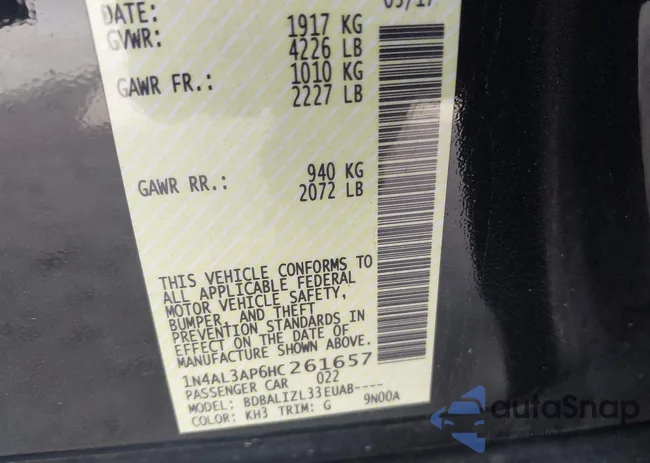 DATE: 05/17
GVWR: 1917 KG
4226 LB
GAWR FR.: 1010 KG
2227 LB
GAWR RR.: 940 KG
2072 LB
THIS VEHICLE CONFORMS TO
ALL APPLICABLE FEDERAL
MOTOR VEHICLE SAFETY,
BUMPER, AND THEFT
PREVENTION STANDARDS IN
EFFECT ON THE DATE OF
MANUFACTURE SHOWN ABOVE.
1N4AL3AP6HC261657
PASSENGER CAR 022
MODEL: BDBALIZL33EUAB----
COLOR: KH3 TRIM: G 9N00A
autoSnap